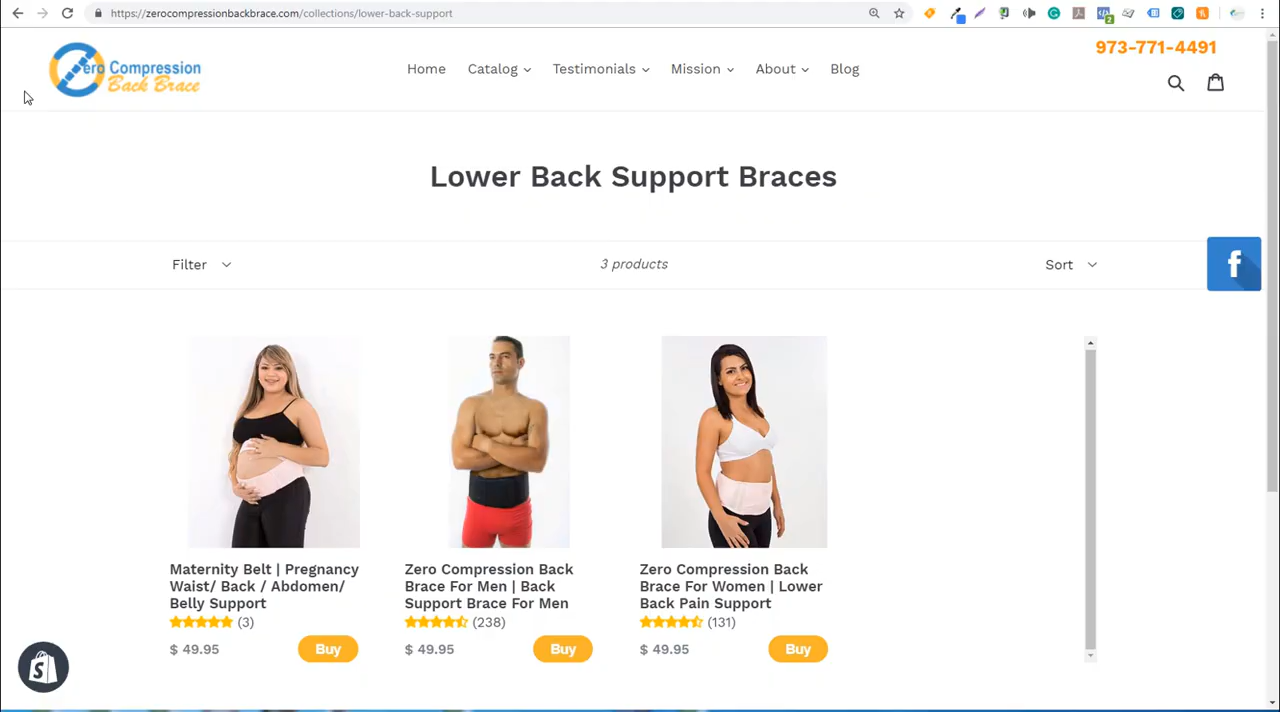 https://zerocompressionbackbrace.com/collections/lower-back-support
973-771-4491
Zero Compression
Back Brace
Home Catalog Testimonials Mission About Blog
Lower Back Support Braces
Filter 3 products Sort
f
Maternity Belt | Pregnancy
Waist/ Back / Abdomen/
Belly Support
(3)
$ 49.95 Buy
Zero Compression Back
Brace For Men | Back
Support Brace For Men
(238)
$ 49.95 Buy
Zero Compression Back
Brace For Women | Lower
Back Pain Support
(131)
$ 49.95 Buy
S